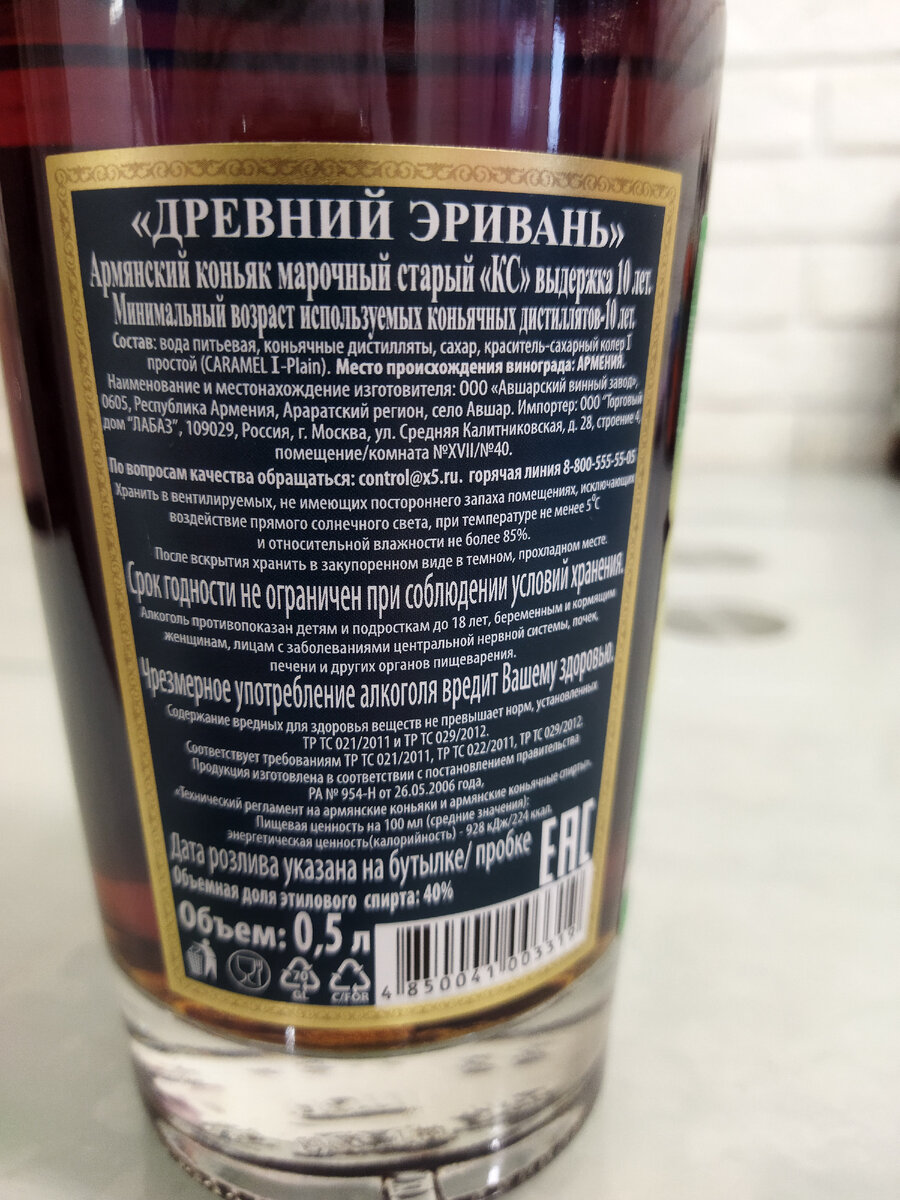 «ДРЕВНИЙ ЭРИВАНЬ»
Армянский коньяк марочный старый «КС» выдержка 10 лет.
Минимальный возраст используемых коньячных дистиллятов-10 лет.
Состав: вода питьевая, коньячные дистилляты, сахар, краситель-сахарный колер I
простой (CARAMEL I-Plain). Место происхождения винограда: АРМЕНИЯ.
Наименование и местонахождение изготовителя: ООО «Авшарский винный завод»,
0605, Республика Армения, Араратский регион, село Авшар. Импортер: ООО "Торговый
дом "ЛАБАЗ", 109029, Россия, г. Москва, ул. Средняя Калитниковская, д. 28, строение 4,
помещение/комната №XVII/№40.
По вопросам качества обращаться: control@x5.ru. горячая линия 8-800-555-55-05
Хранить в вентилируемых, не имеющих постороннего запаха помещениях, исключающих
воздействие прямого солнечного света, при температуре не менее 5°С
и относительной влажности не более 85%.
После вскрытия хранить в закупоренном виде в темном, прохладном месте.
Срок годности не ограничен при соблюдении условий хранения.
Алкоголь противопоказан детям и подросткам до 18 лет, беременным и кормящим
женщинам, лицам с заболеваниями центральной нервной системы, почек,
печени и других органов пищеварения.
Чрезмерное употребление алкоголя вредит Вашему здоровью.
Содержание вредных для здоровья веществ не превышает норм, установленных
ТР ТС 021/2011 и ТР ТС 029/2012.
Соответствует требованиям ТР ТС 021/2011, ТР ТС 022/2011, ТР ТС 029/2012
Продукция изготовлена в соответствии с постановлением правительства
РА № 954-Н от 26.05.2006 года,
«Технический регламент на армянские коньяки и армянские коньячные спирты».
Пищевая ценность на 100 мл (средние значения):
энергетическая ценность(калорийность) - 928 кДж/224 ккал.
Дата розлива указана на бутылке/ пробке
EAC
Объемная доля этилового спирта: 40%
Объем: 0,5 л
70
GL
C/FOR
4 850041 003319